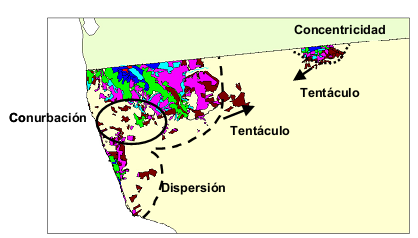 Concentricidad
Tentáculo
Conurbación
Tentáculo
Dispersión